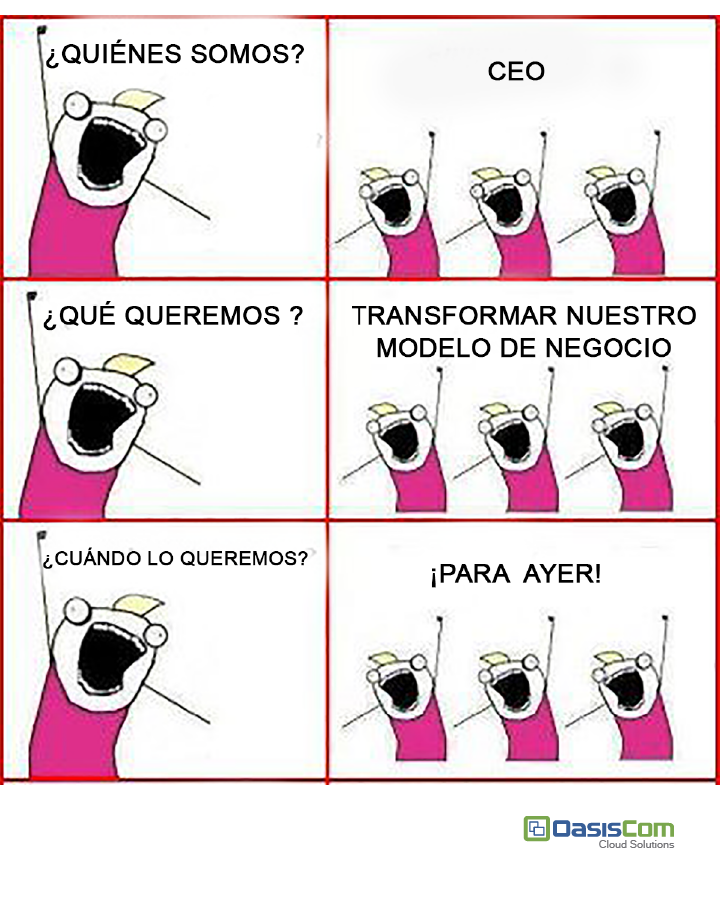 ¿QUIÉNES SOMOS?
CEO
¿QUÉ QUEREMOS ?
TRANSFORMAR NUESTRO
MODELO DE NEGOCIO
¿CUÁNDO LO QUEREMOS?
¡PARA AYER!
OasisCom
Cloud Solutions